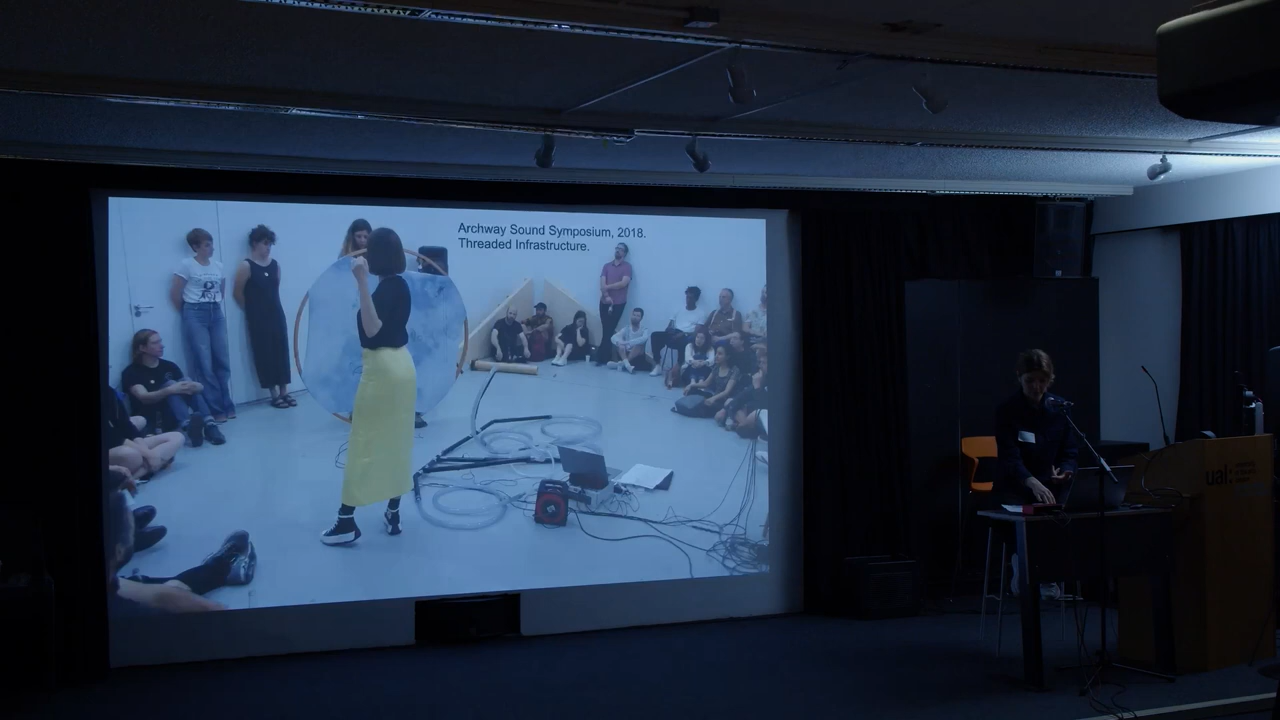 Archway Sound Symposium, 2018.
Threaded Infrastructure.
ual: